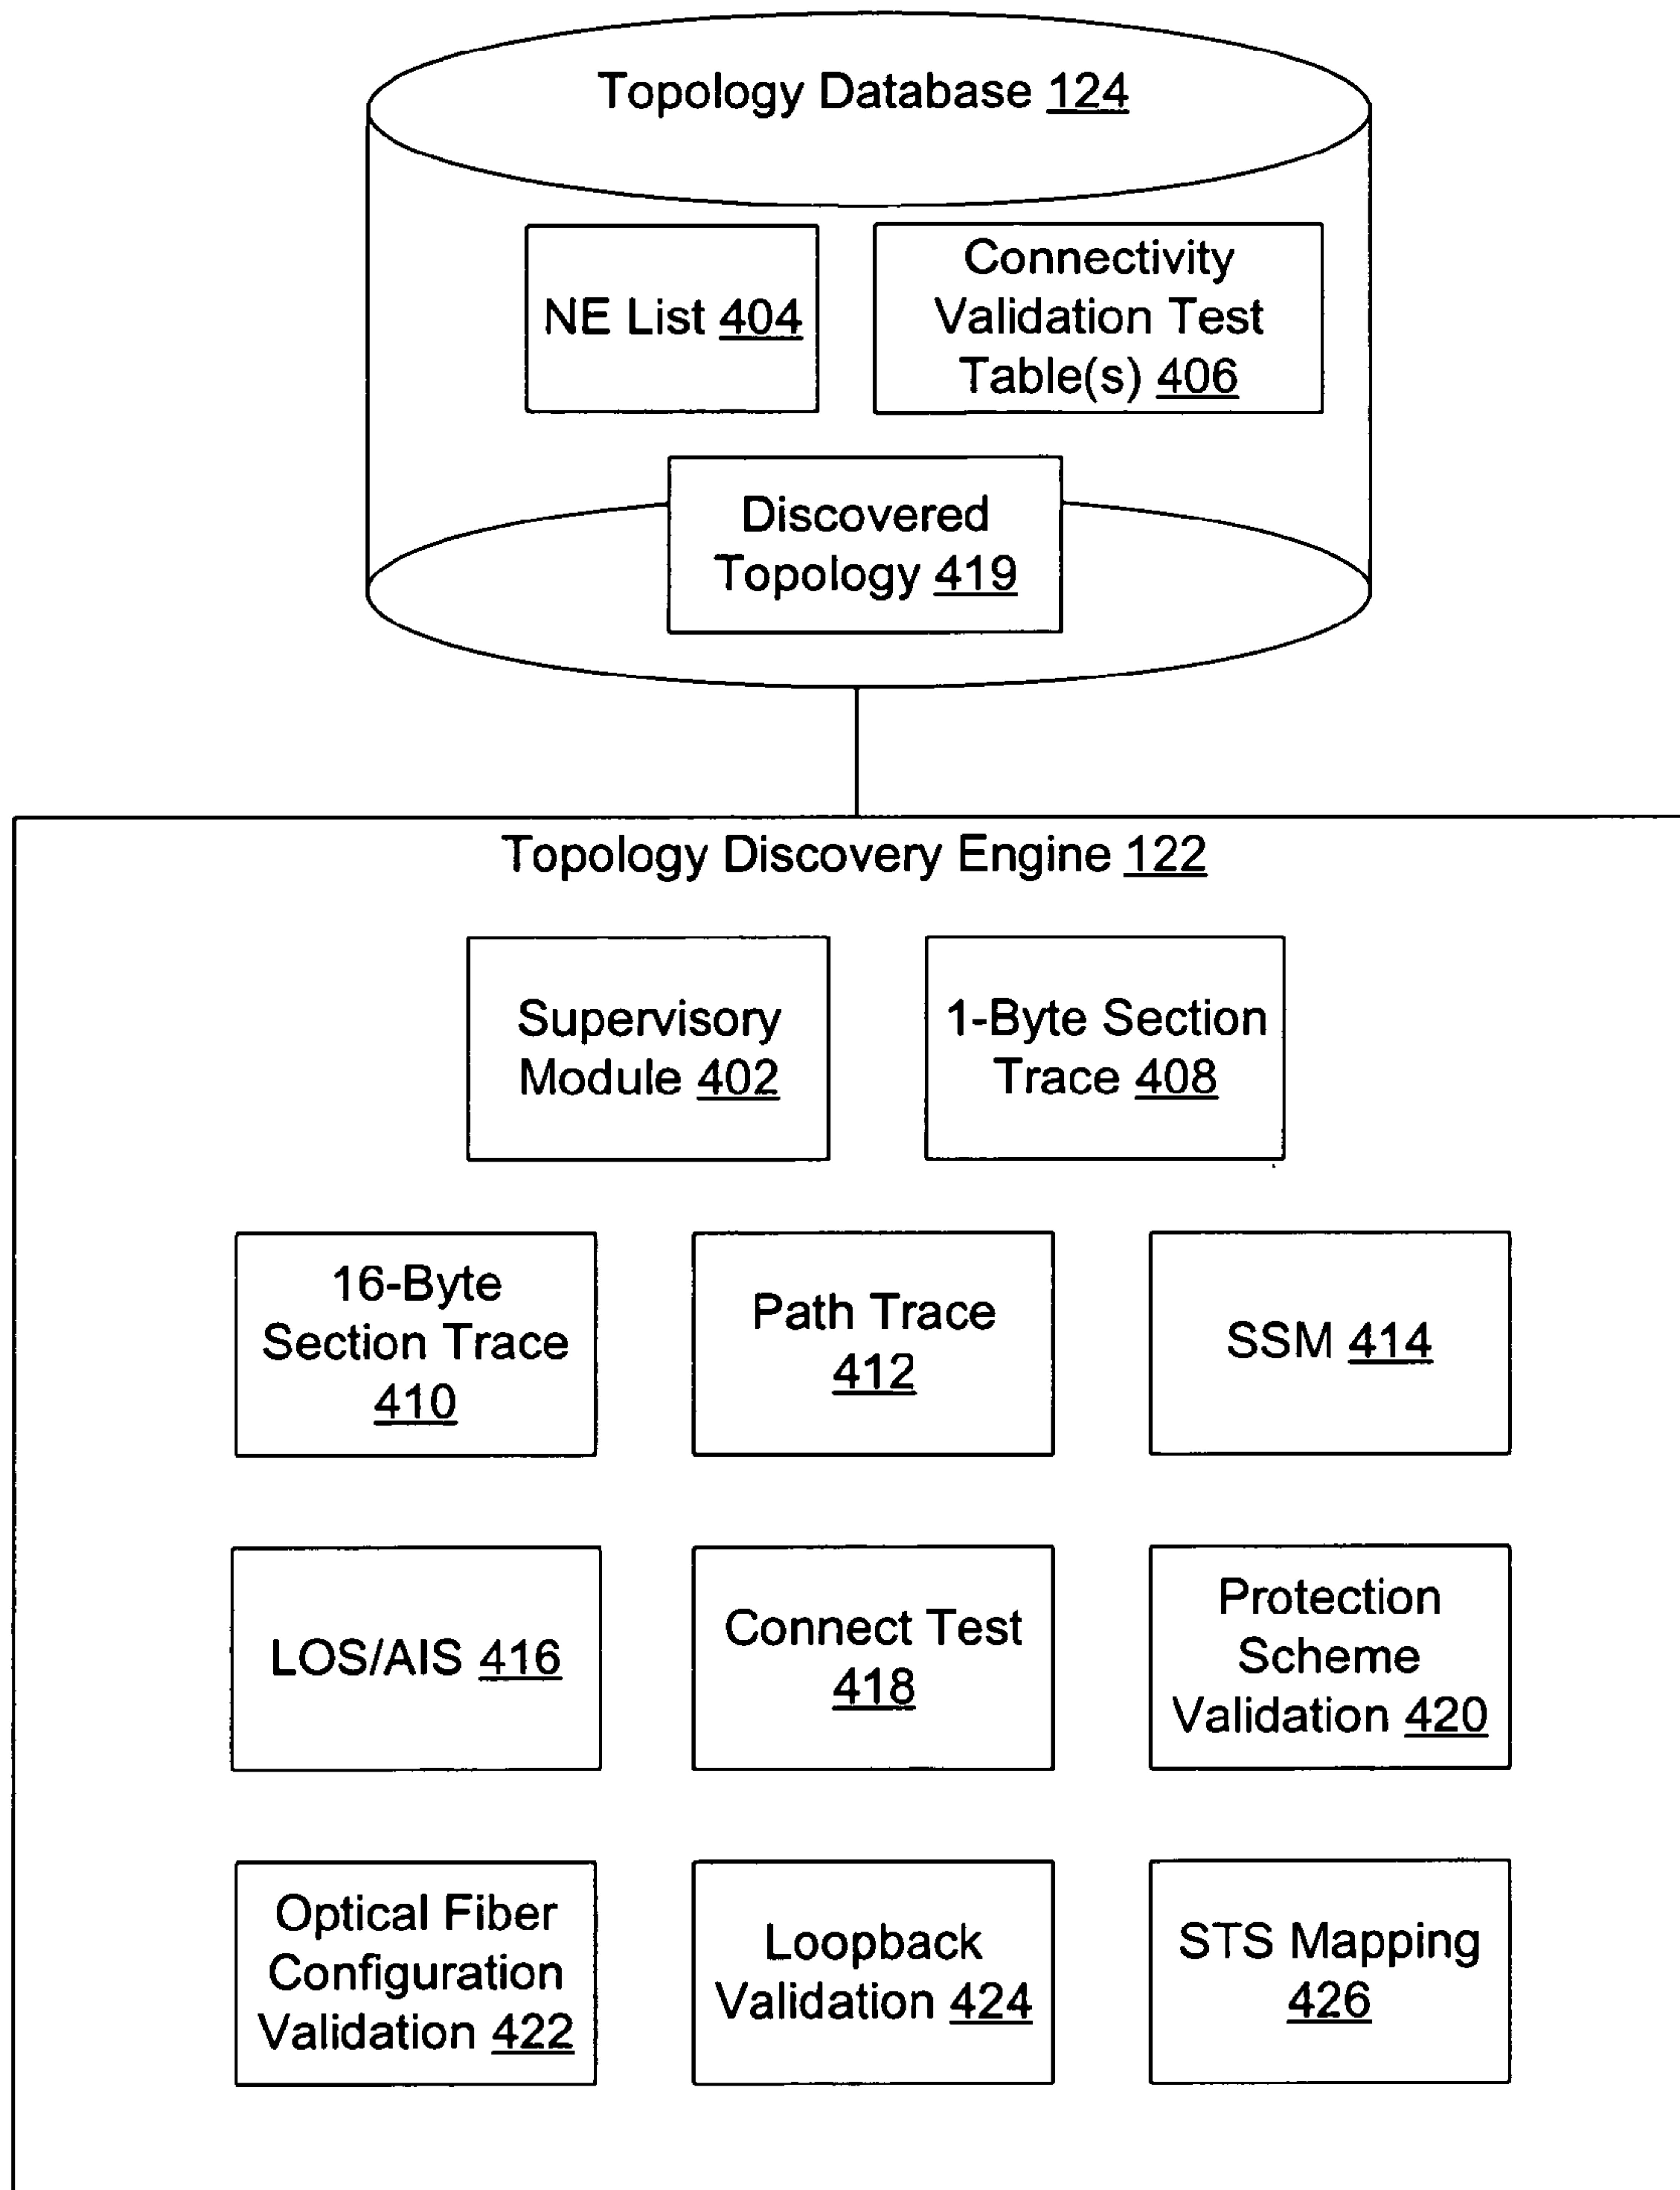 Topology Database 124
NE List 404
Connectivity
Validation Test
Table(s) 406
Discovered
Topology 419
Topology Discovery Engine 122
Supervisory
Module 402
1-Byte Section
Trace 408
16-Byte
Section Trace
410
Path Trace
412
SSM 414
LOS/AIS 416
Connect Test
418
Protection
Scheme
Validation 420
Optical Fiber
Configuration
Validation 422
Loopback
Validation 424
STS Mapping
426